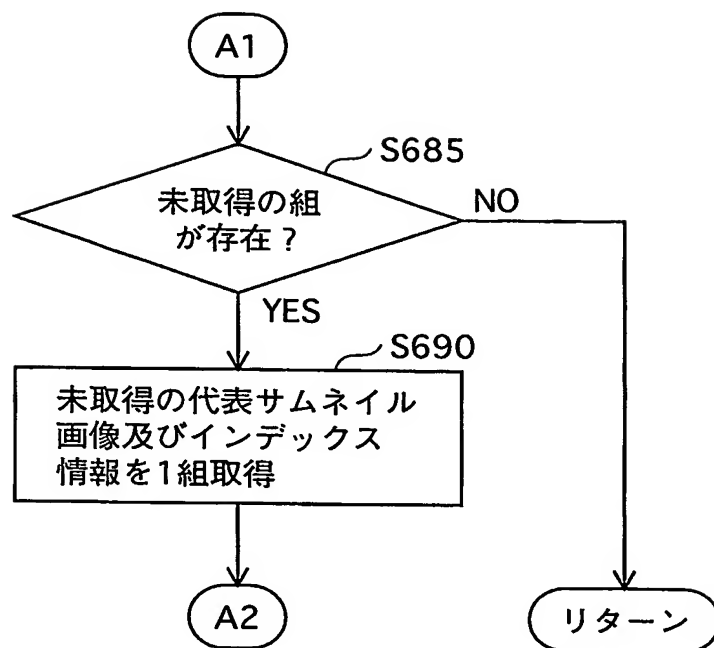 A1
S685
未取得の組
が存在？
NO
YES
S690
未取得の代表サムネイル
画像及びインデックス
情報を1組取得
A2
リターン